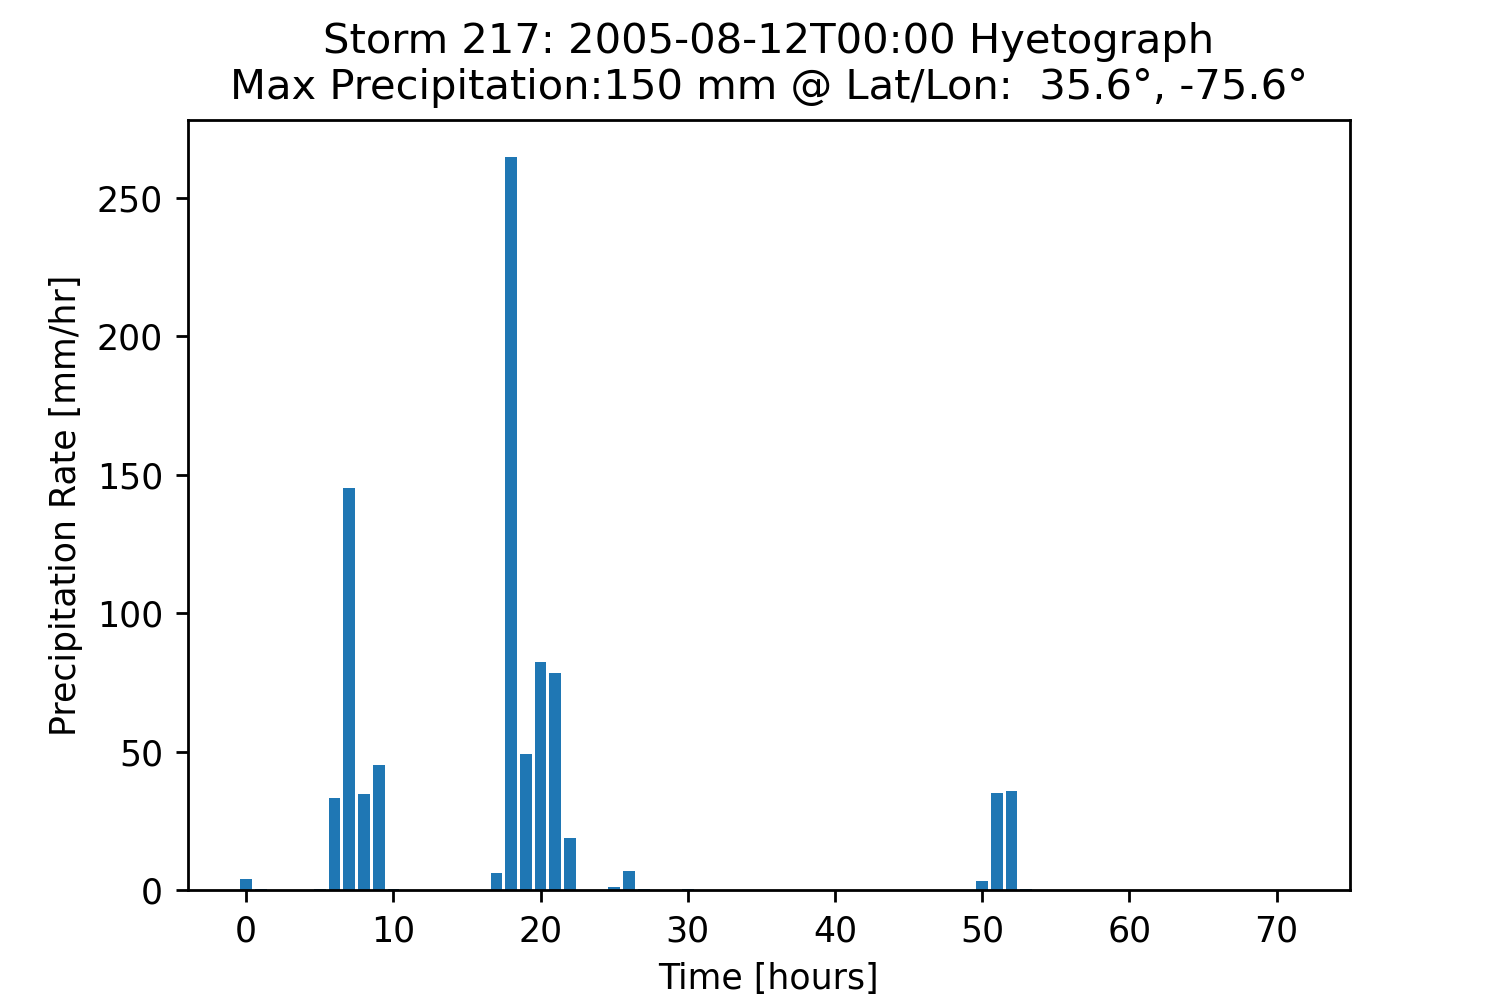 Storm 217: 2005-08-12T00:00 Hyetograph
Max Precipitation:150 mm @ Lat/Lon:  35.6°, -75.6°
Precipitation Rate [mm/hr]
250
200
150
100
50
0
0 10 20 30 40 50 60 70
Time [hours]